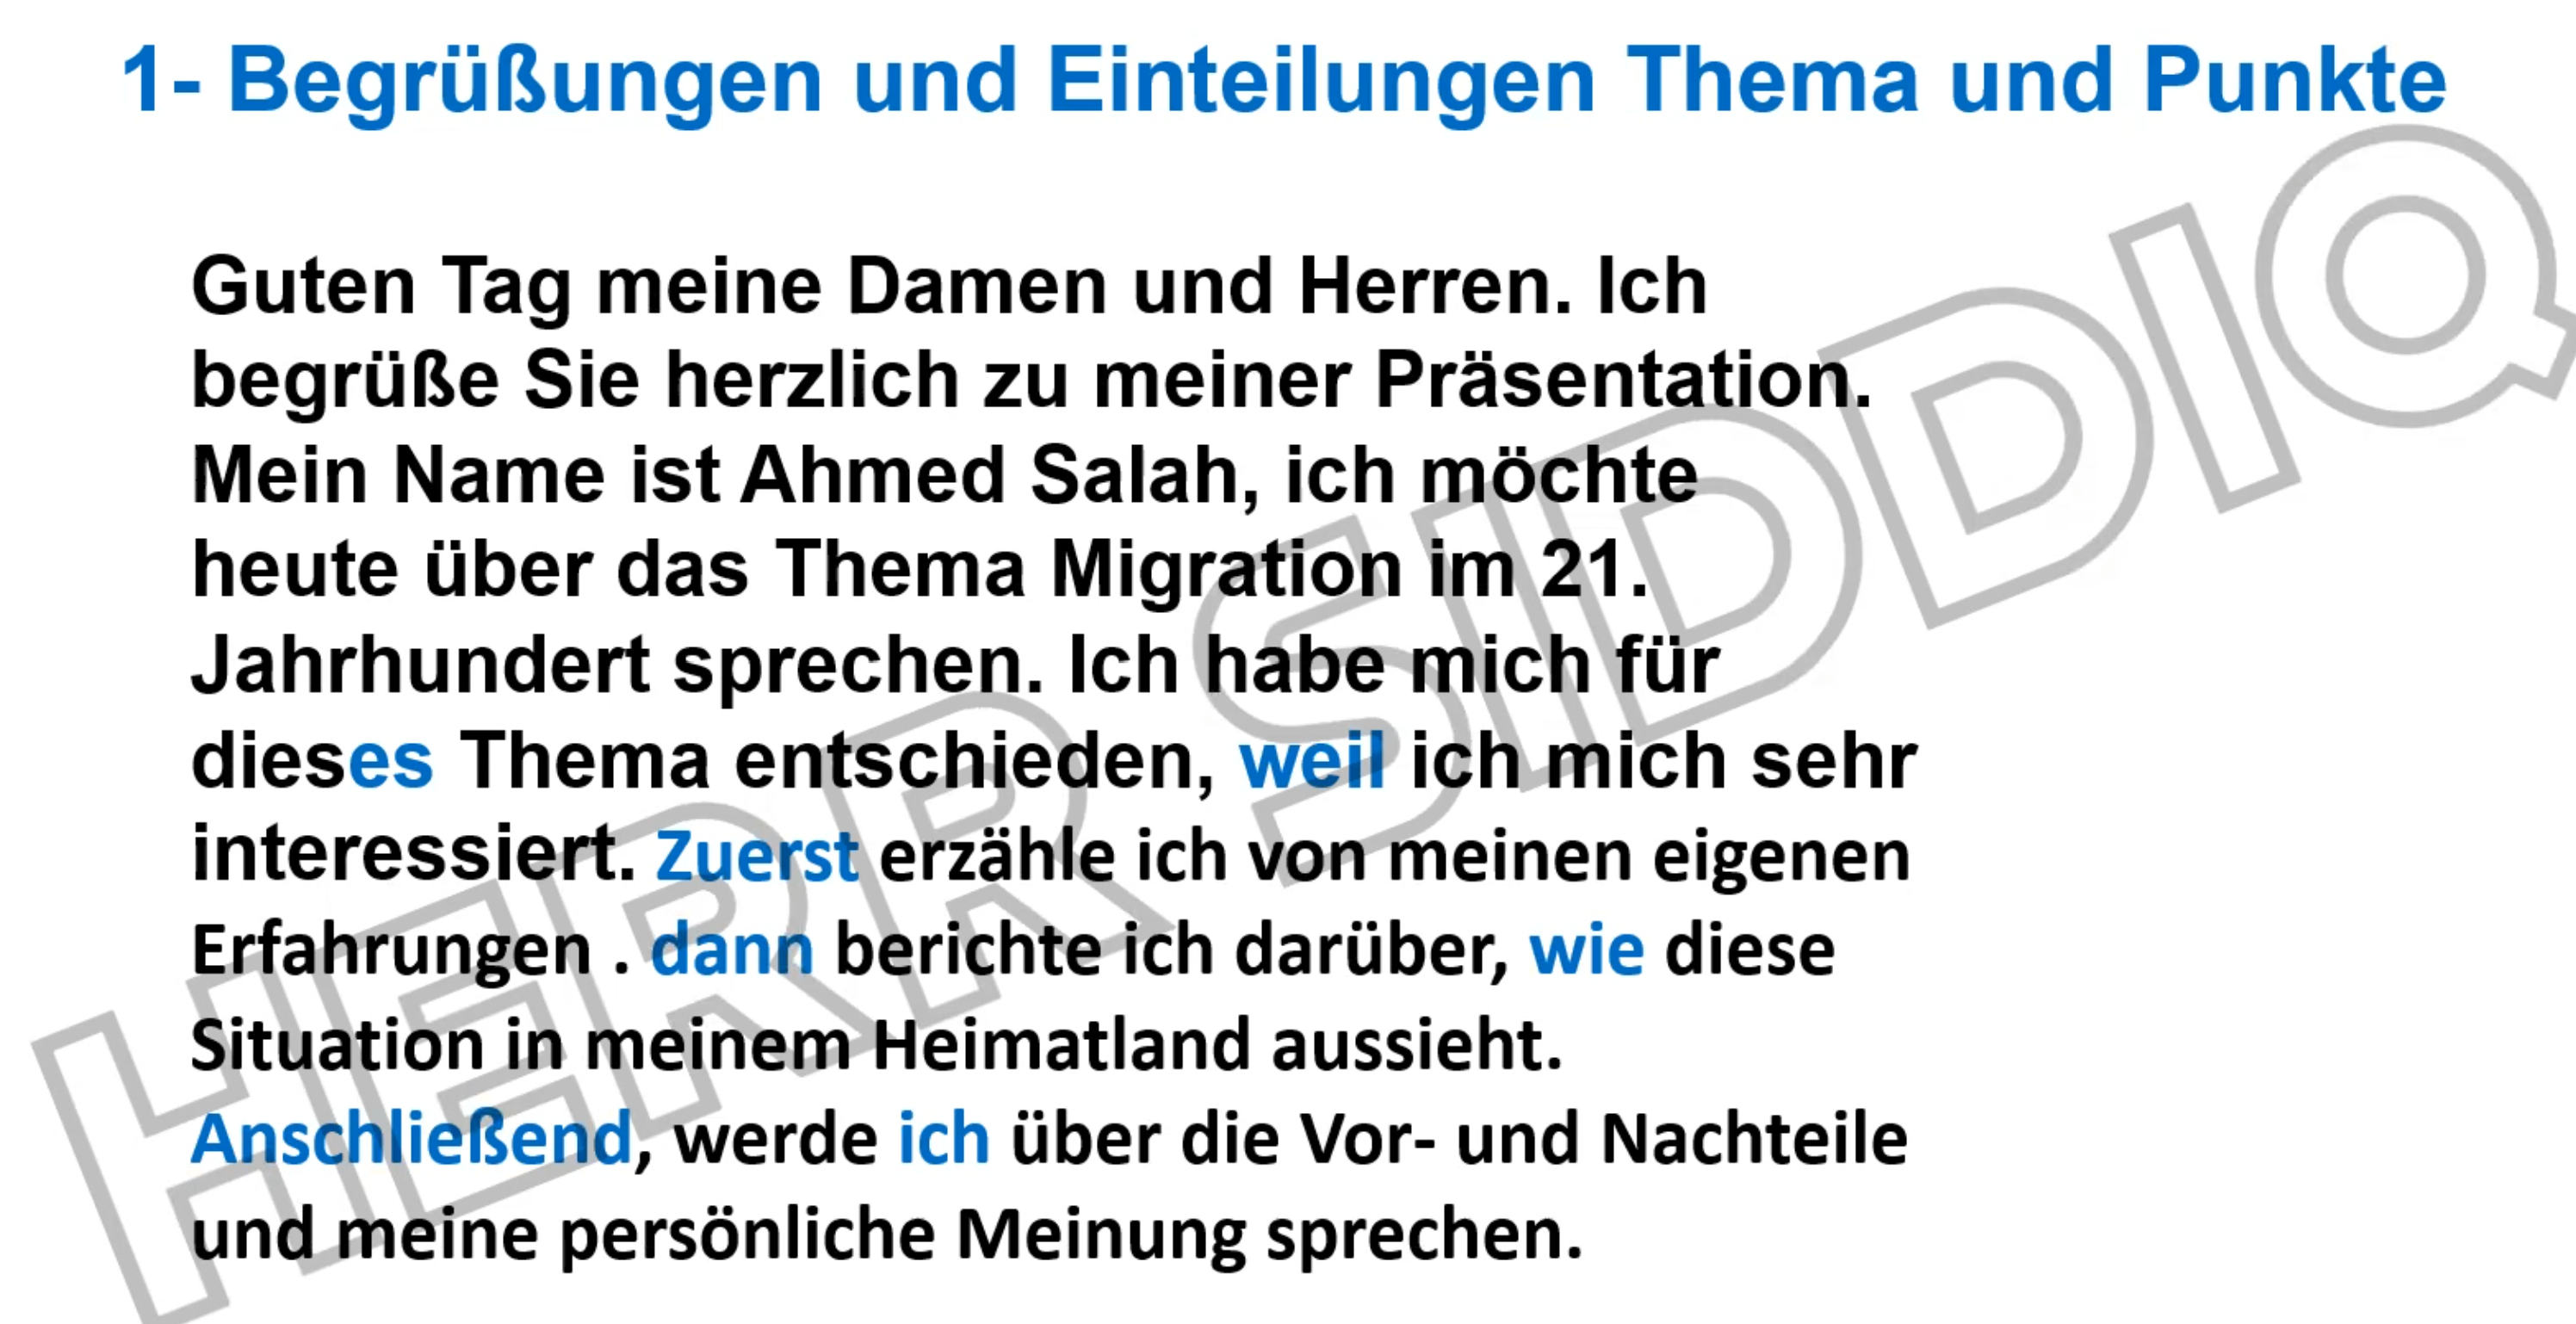 1- Begrüßungen und Einteilungen Thema und Punkte
Guten Tag meine Damen und Herren. Ich
begrüße Sie herzlich zu meiner Präsentation.
Mein Name ist Ahmed Salah, ich möchte
heute über das Thema Migration im 21.
Jahrhundert sprechen. Ich habe mich für
dieses Thema entschieden, weil ich mich sehr
interessiert. Zuerst erzähle ich von meinen eigenen
Erfahrungen . dann berichte ich darüber, wie diese
Situation in meinem Heimatland aussieht.
Anschließend, werde ich über die Vor- und Nachteile
und meine persönliche Meinung sprechen.
HERR SIDDIQ